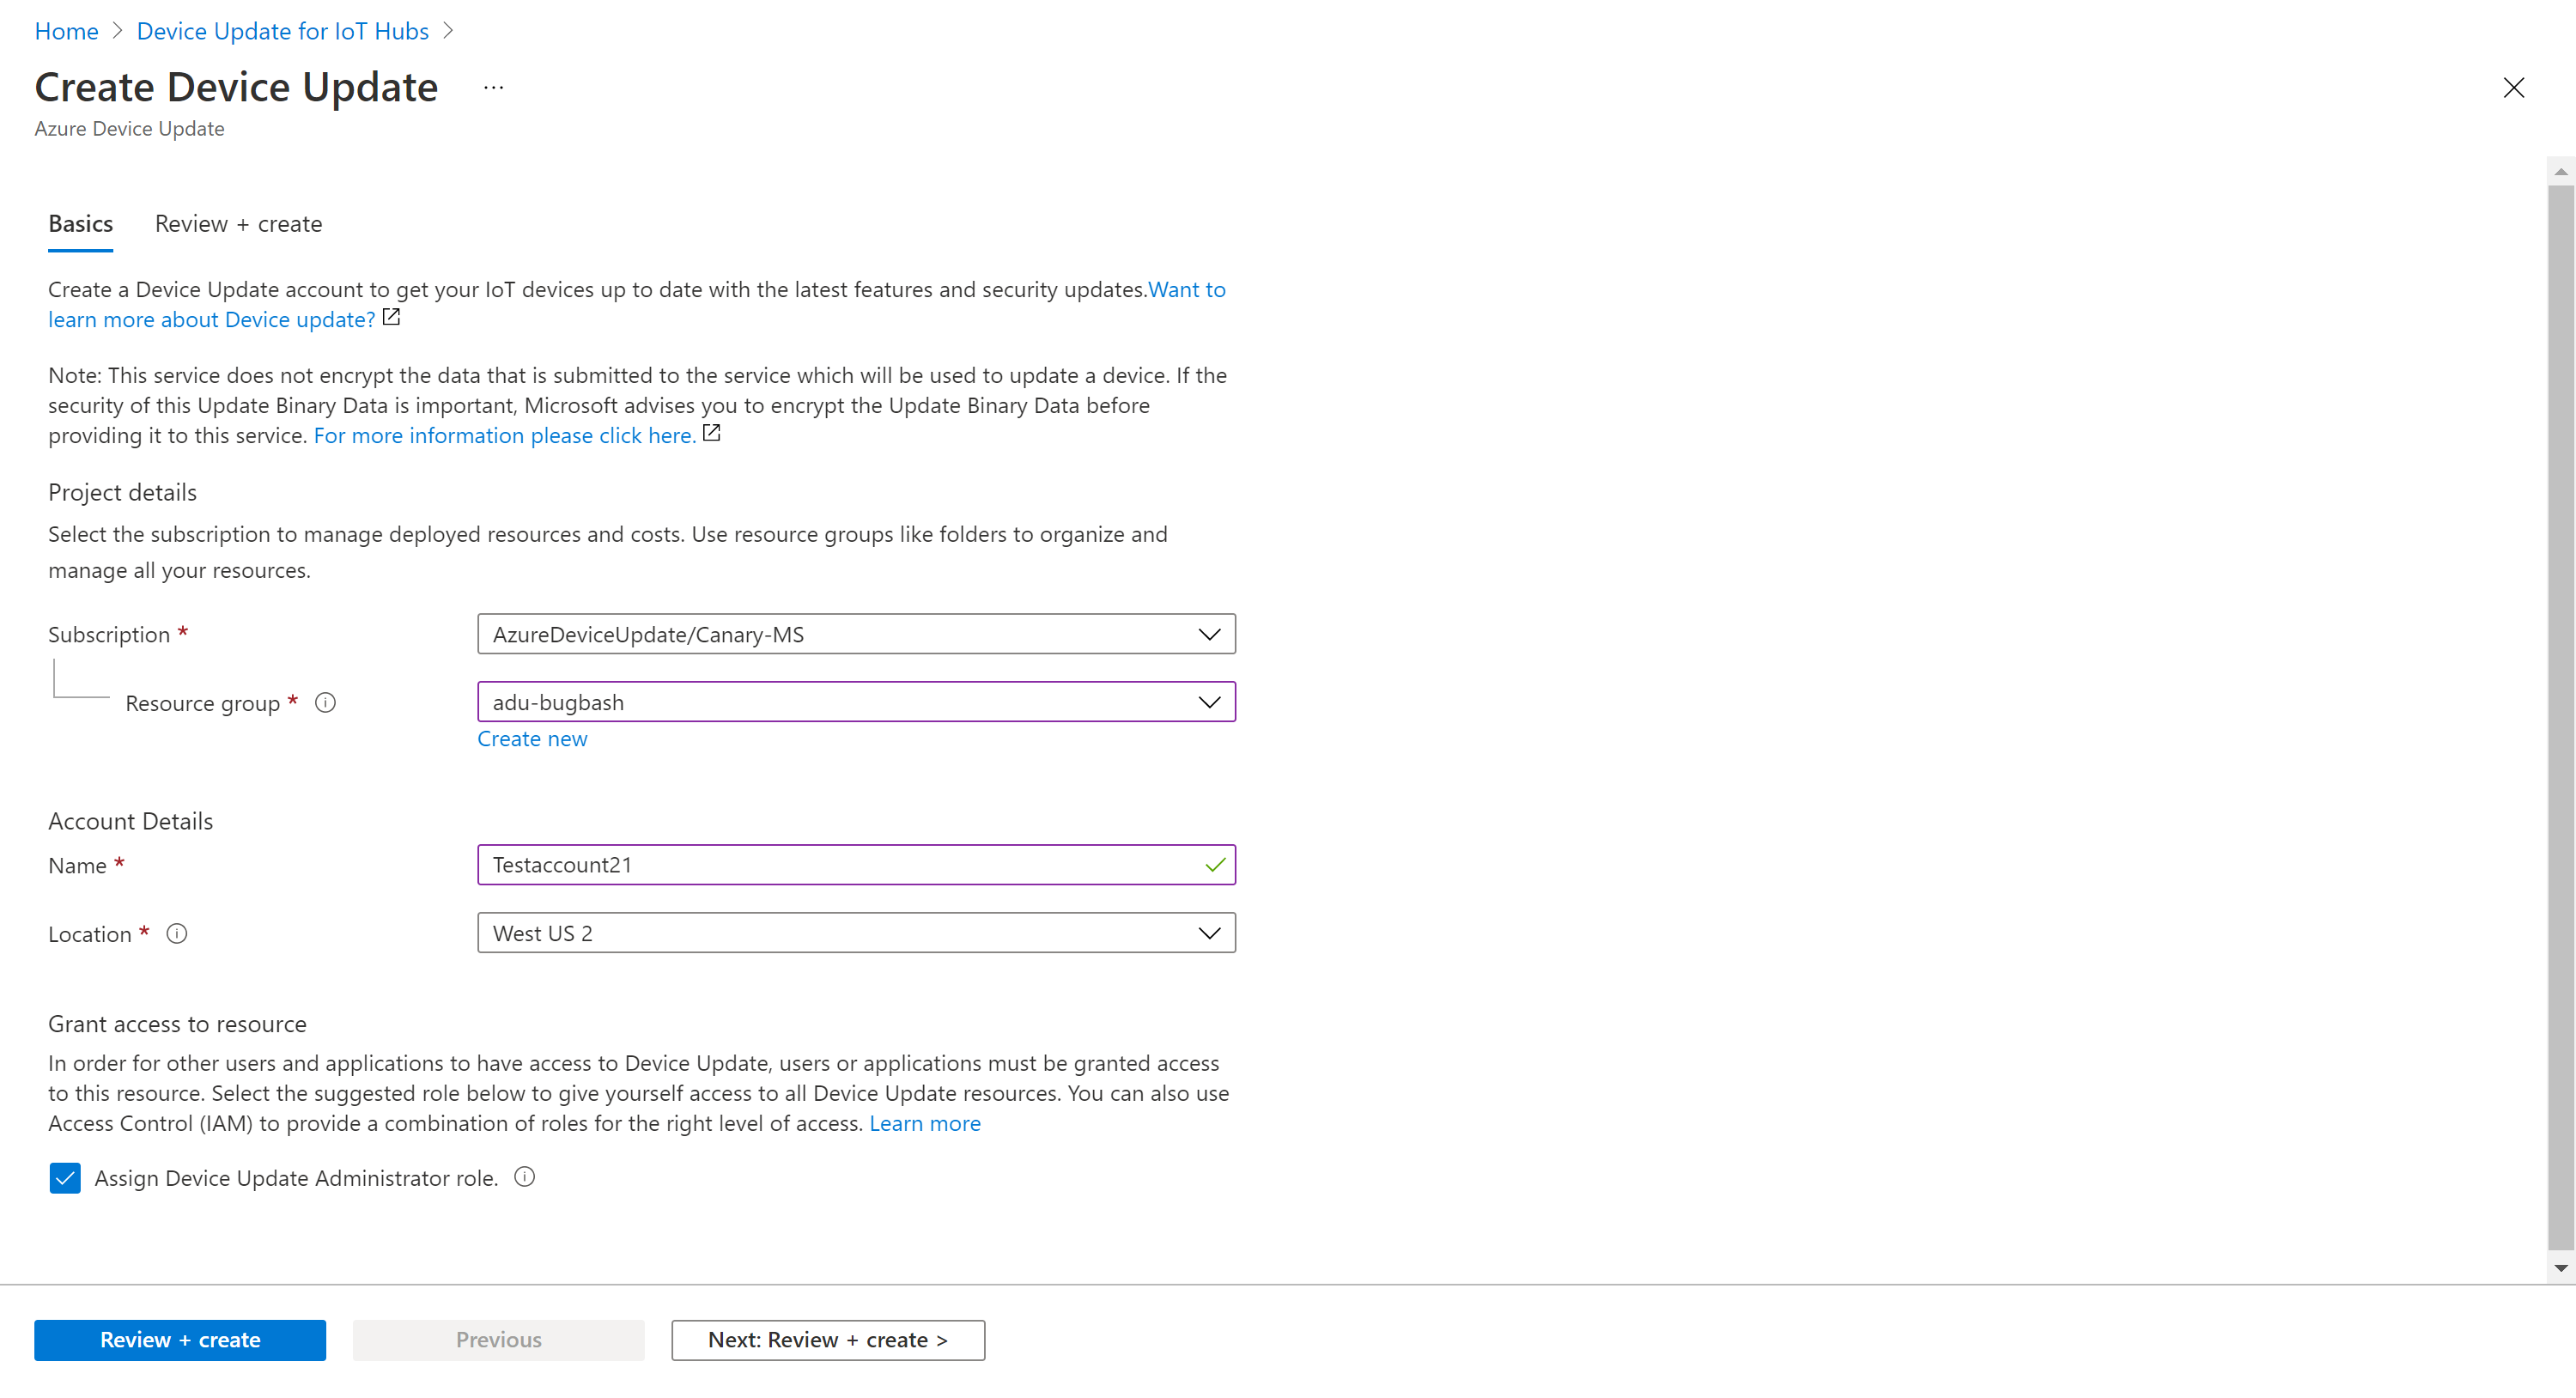 Home > Device Update for IoT Hubs >
Create Device Update ...
Azure Device Update
Basics Review + create
Create a Device Update account to get your IoT devices up to date with the latest features and security updates.Want to
learn more about Device update?
Note: This service does not encrypt the data that is submitted to the service which will be used to update a device. If the
security of this Update Binary Data is important, Microsoft advises you to encrypt the Update Binary Data before
providing it to this service. For more information please click here.
Project details
Select the subscription to manage deployed resources and costs. Use resource groups like folders to organize and
manage all your resources.
Subscription * AzureDeviceUpdate/Canary-MS
Resource group * adu-bugbash
Create new
Account Details
Name * Testaccount21
Location * West US 2
Grant access to resource
In order for other users and applications to have access to Device Update, users or applications must be granted access
to this resource. Select the suggested role below to give yourself access to all Device Update resources. You can also use
Access Control (IAM) to provide a combination of roles for the right level of access. Learn more
Assign Device Update Administrator role.
Review + create Previous Next: Review + create >